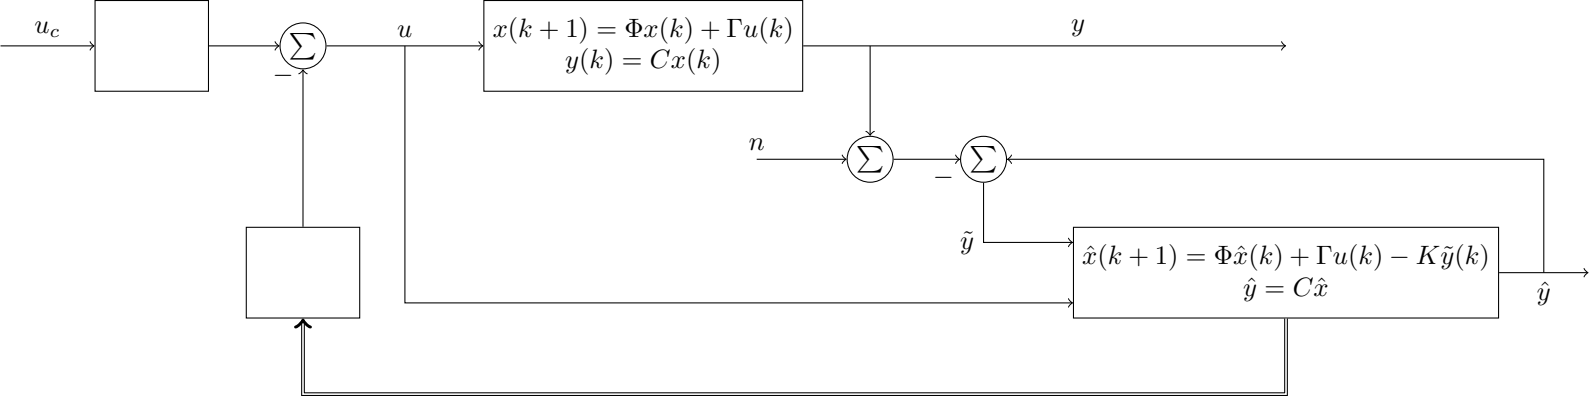 u_c
∑
−
u
x(k + 1) = Φx(k) + Γu(k)
y(k) = Cx(k)
y
n
∑
−
∑
ỹ
x̂(k + 1) = Φx̂(k) + Γu(k) − Kỹ(k)
ŷ = Cx̂
ŷ